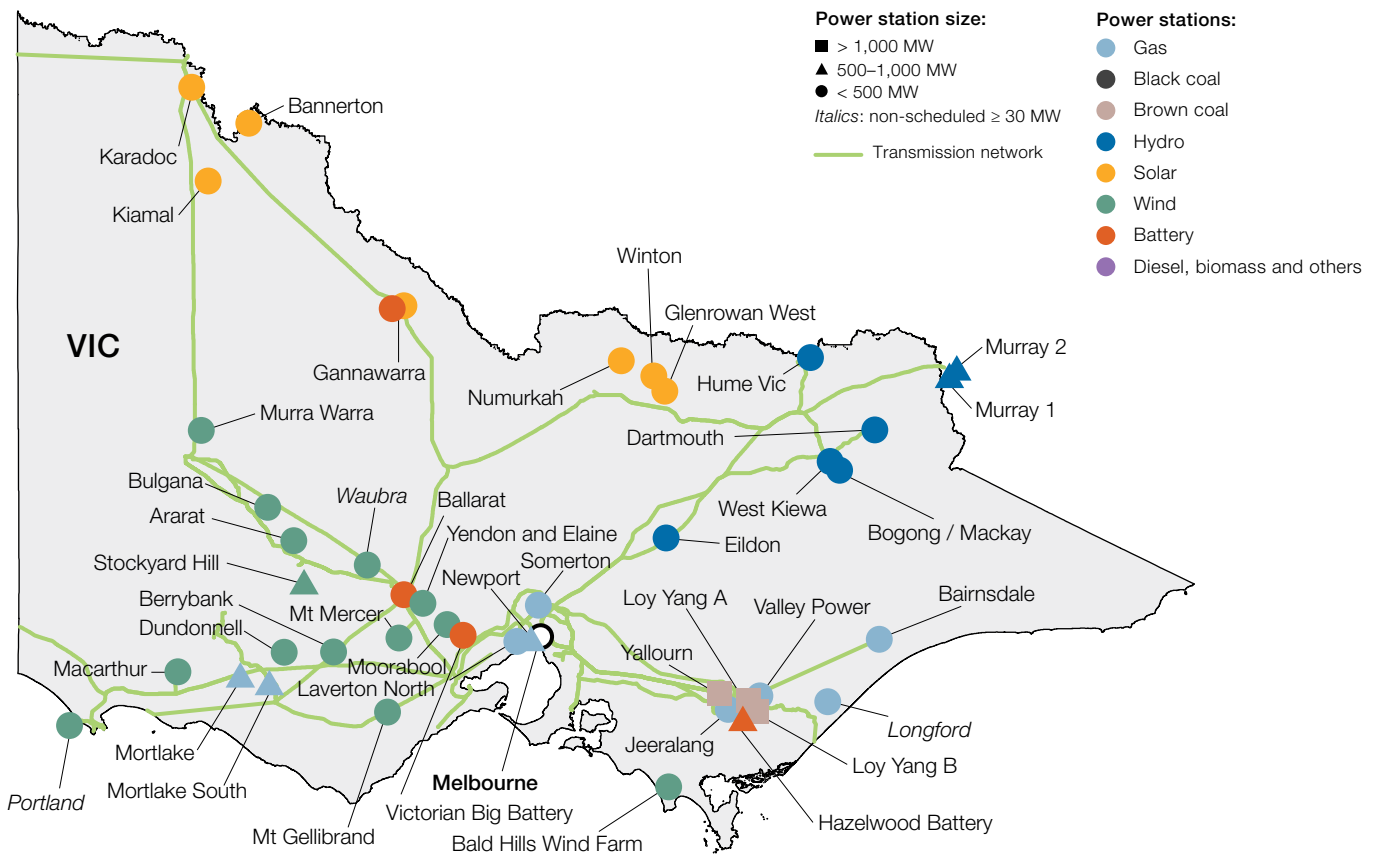 Power station size:
> 1,000 MW
500–1,000 MW
< 500 MW
Italics: non-scheduled ≥ 30 MW
Transmission network
Power stations:
Gas
Black coal
Brown coal
Hydro
Solar
Wind
Battery
Diesel, biomass and others
Bannerton
Karadoc
Kiamal
Winton
Glenrowan West
VIC
Murray 2
Gannawarra
Numurkah
Hume Vic
Murray 1
Murra Warra
Dartmouth
Bulgana
Waubra
Ballarat
Ararat
West Kiewa
Yendon and Elaine
Bogong / Mackay
Eildon
Stockyard Hill
Somerton
Newport
Berrybank
Loy Yang A
Valley Power
Bairnsdale
Mt Mercer
Dundonnell
Yallourn
Macarthur
Moorabool
Laverton North
Longford
Jeeralang
Mortlake
Loy Yang B
Melbourne
Mortlake South
Portland
Victorian Big Battery
Hazelwood Battery
Mt Gellibrand
Bald Hills Wind Farm